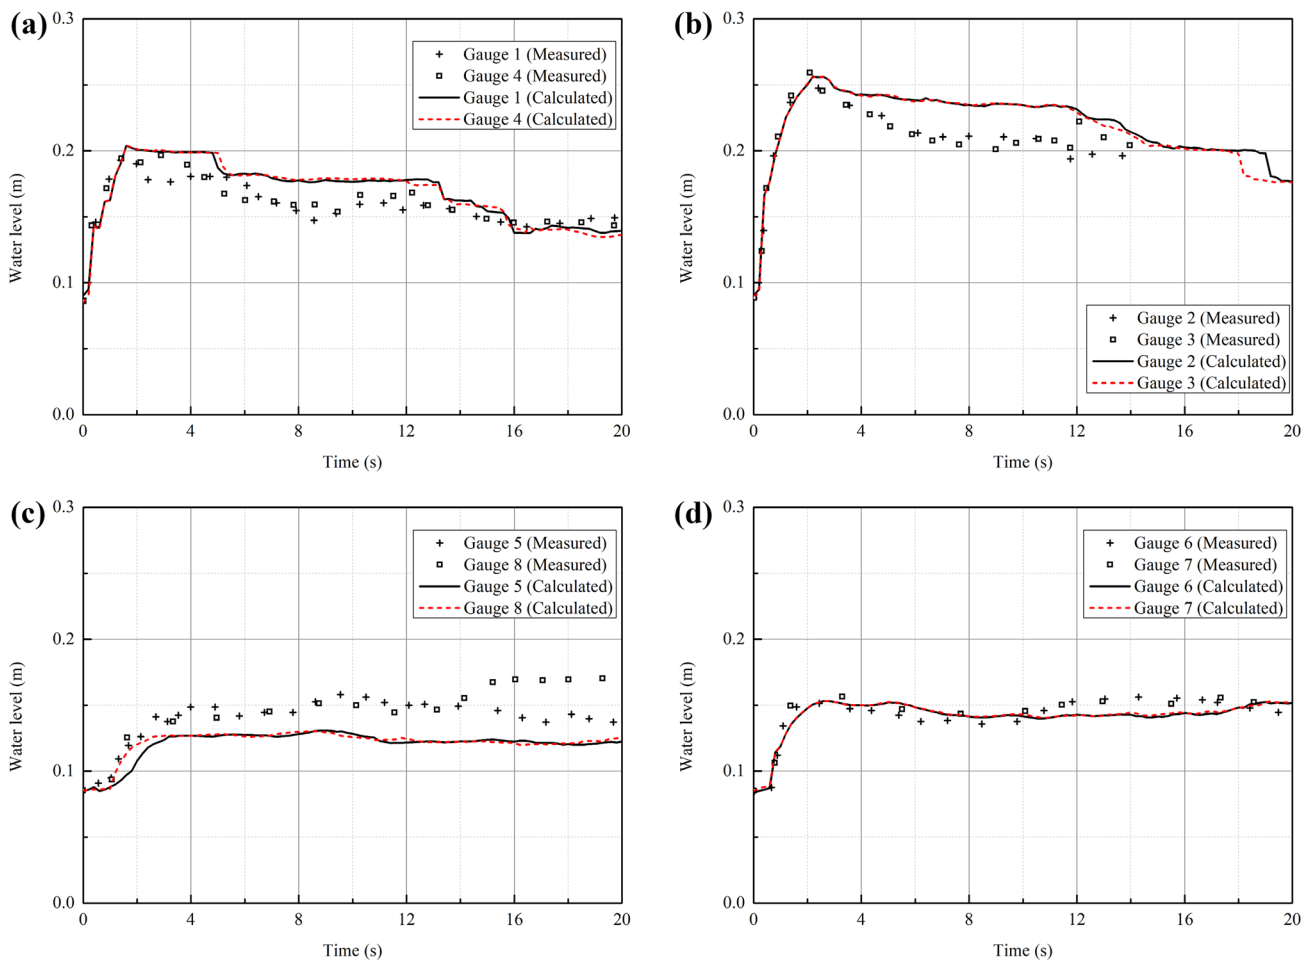 (a)
0.3
0.2
0.1
0.0
Water level (m)
Gauge 1 (Measured)
Gauge 4 (Measured)
Gauge 1 (Calculated)
Gauge 4 (Calculated)
0 4 8 12 16 20
Time (s)
(b)
0.3
0.2
0.1
0.0
Water level (m)
Gauge 2 (Measured)
Gauge 3 (Measured)
Gauge 2 (Calculated)
Gauge 3 (Calculated)
0 4 8 12 16 20
Time (s)
(c)
0.3
0.2
0.1
0.0
Water level (m)
Gauge 5 (Measured)
Gauge 8 (Measured)
Gauge 5 (Calculated)
Gauge 8 (Calculated)
0 4 8 12 16 20
Time (s)
(d)
0.3
0.2
0.1
0.0
Water level (m)
Gauge 6 (Measured)
Gauge 7 (Measured)
Gauge 6 (Calculated)
Gauge 7 (Calculated)
0 4 8 12 16 20
Time (s)